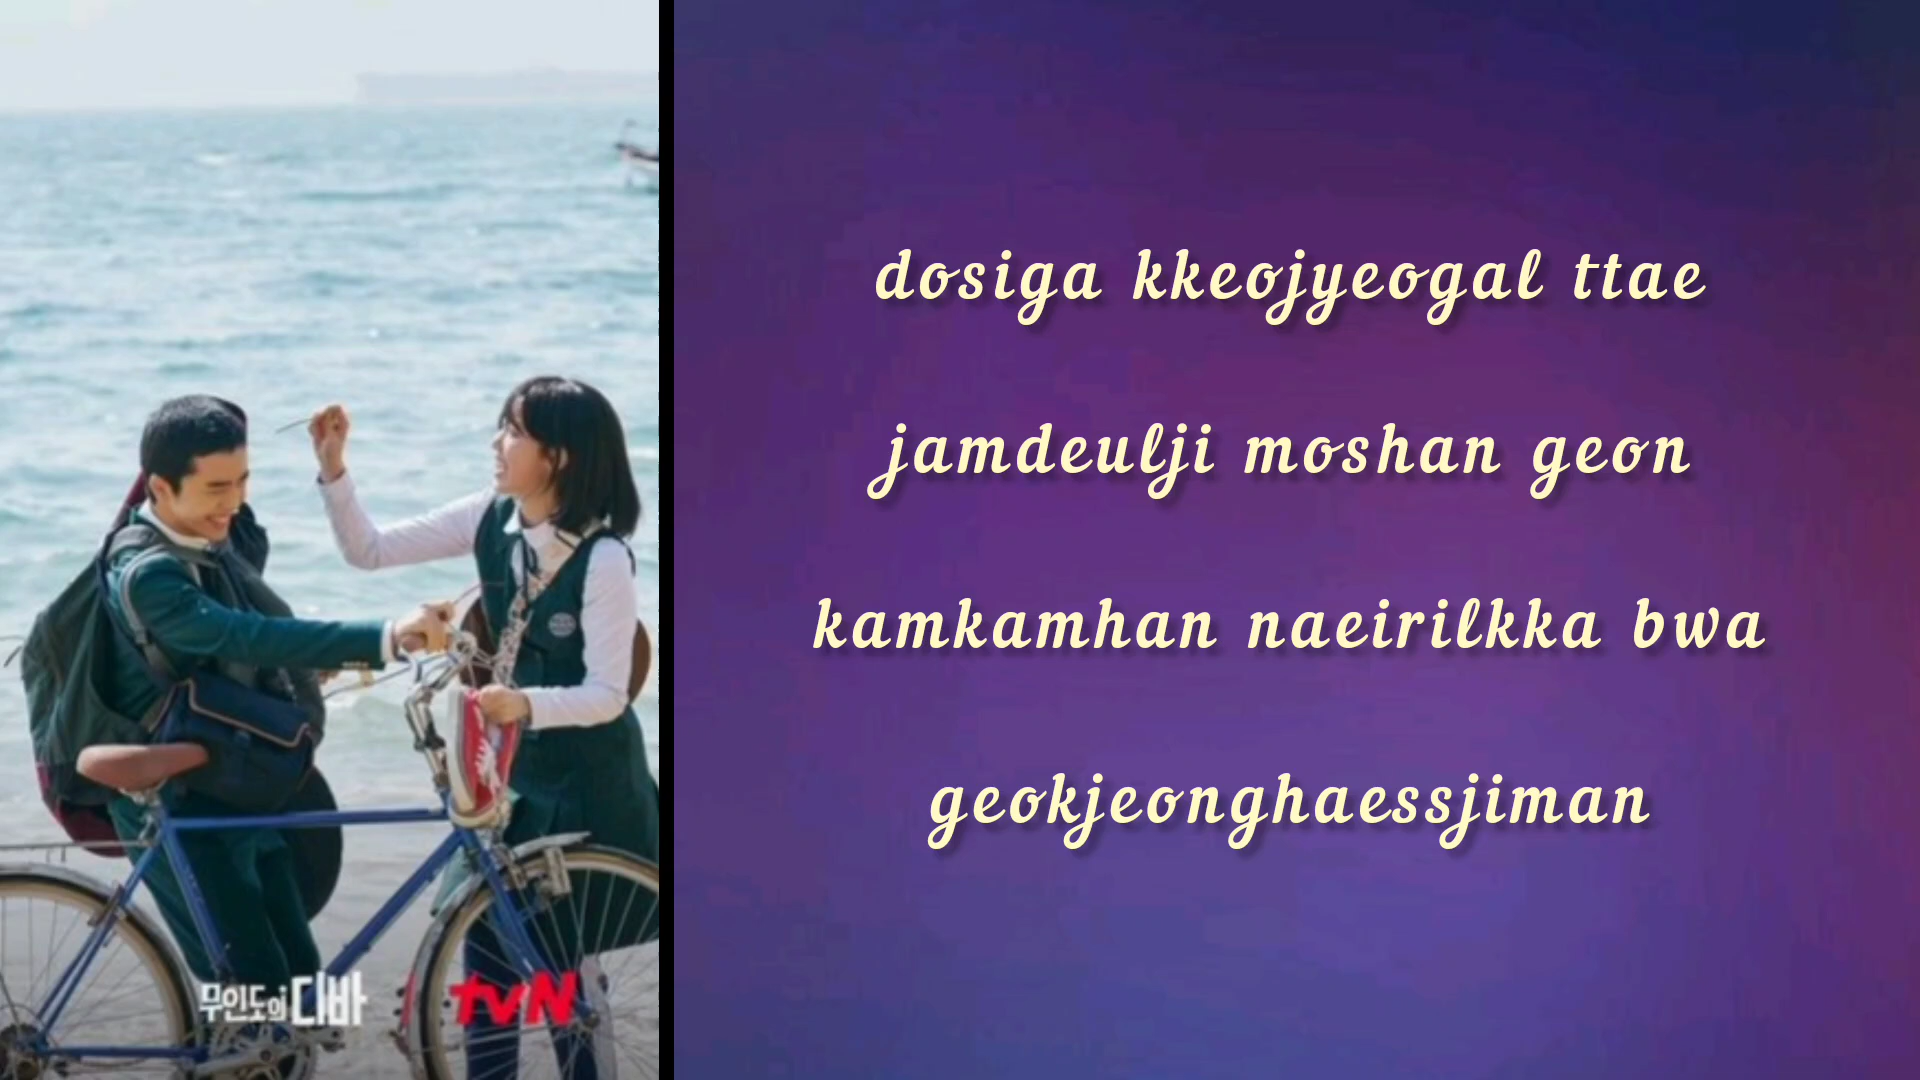 dosiga kkeojyeogal ttae
jamdeulji moshan geon
kamkamhan naeirilkka bwa
geokjeonghaessjiman
무인도의 디바
tvN